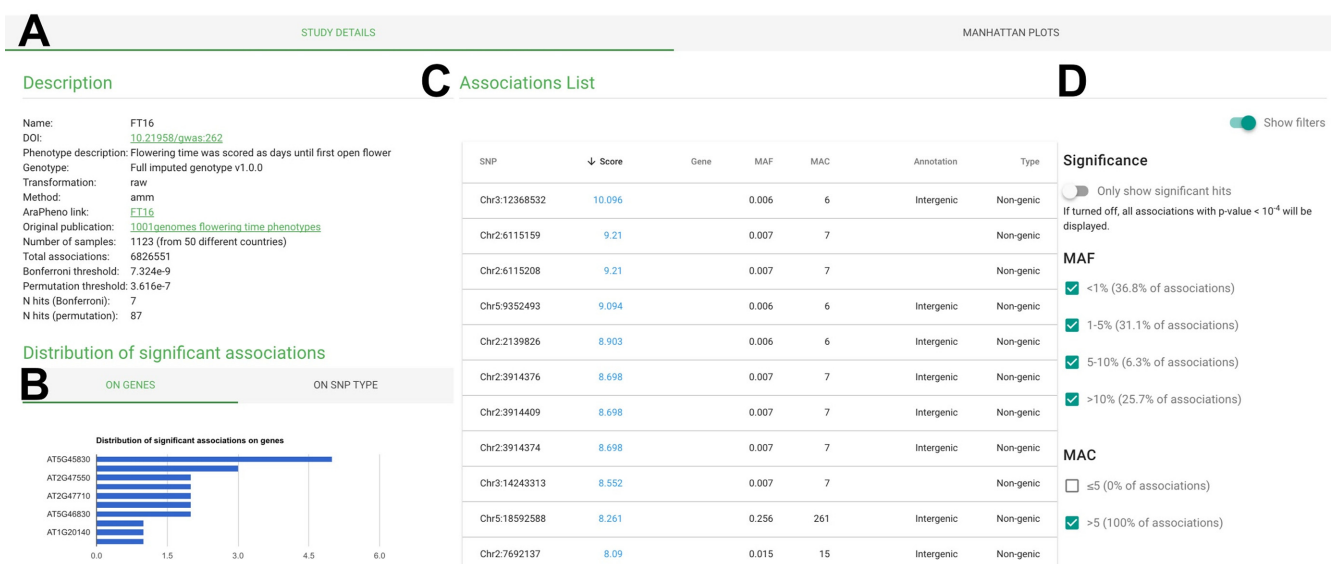 A
STUDY DETAILS
MANHATTAN PLOTS
Description
Name: FT16
DOI: 10.21958/gwas:262
Phenotype description: Flowering time was scored as days until first open flower
Genotype: Full imputed genotype v1.0.0
Transformation: raw
Method: amm
AraPheno link: FT16
Original publication: 1001genomes flowering time phenotypes
Number of samples: 1123 (from 50 different countries)
Total associations: 6826551
Bonferroni threshold: 7.324e-9
Permutation threshold: 3.616e-7
N hits (Bonferroni): 7
N hits (permutation): 87
Distribution of significant associations
B
ON GENES
ON SNP TYPE
Distribution of significant associations on genes
AT5G45830
AT2G47550
AT2G47710
AT5G46830
AT1G20140
0.0 1.5 3.0 4.5 6.0
C
Associations List
SNP ↓ Score Gene MAF MAC Annotation Type
Chr3:12368532 10.096 0.006 6 Intergenic Non-genic
Chr2:6115159 9.21 0.007 7 Non-genic
Chr2:6115208 9.21 0.007 7 Non-genic
Chr5:9352493 9.094 0.006 6 Intergenic Non-genic
Chr2:2139826 8.903 0.006 6 Intergenic Non-genic
Chr2:3914376 8.698 0.007 7 Intergenic Non-genic
Chr2:3914409 8.698 0.007 7 Intergenic Non-genic
Chr2:3914374 8.698 0.007 7 Intergenic Non-genic
Chr3:14243313 8.552 0.007 7 Non-genic
Chr5:18592588 8.261 0.256 261 Intergenic Non-genic
Chr2:7692137 8.09 0.015 15 Intergenic Non-genic
D
Show filters
Significance
Only show significant hits
If turned off, all associations with p-value < 10⁻⁴ will be
displayed.
MAF
<1% (36.8% of associations)
1-5% (31.1% of associations)
5-10% (6.3% of associations)
>10% (25.7% of associations)
MAC
≤5 (0% of associations)
>5 (100% of associations)